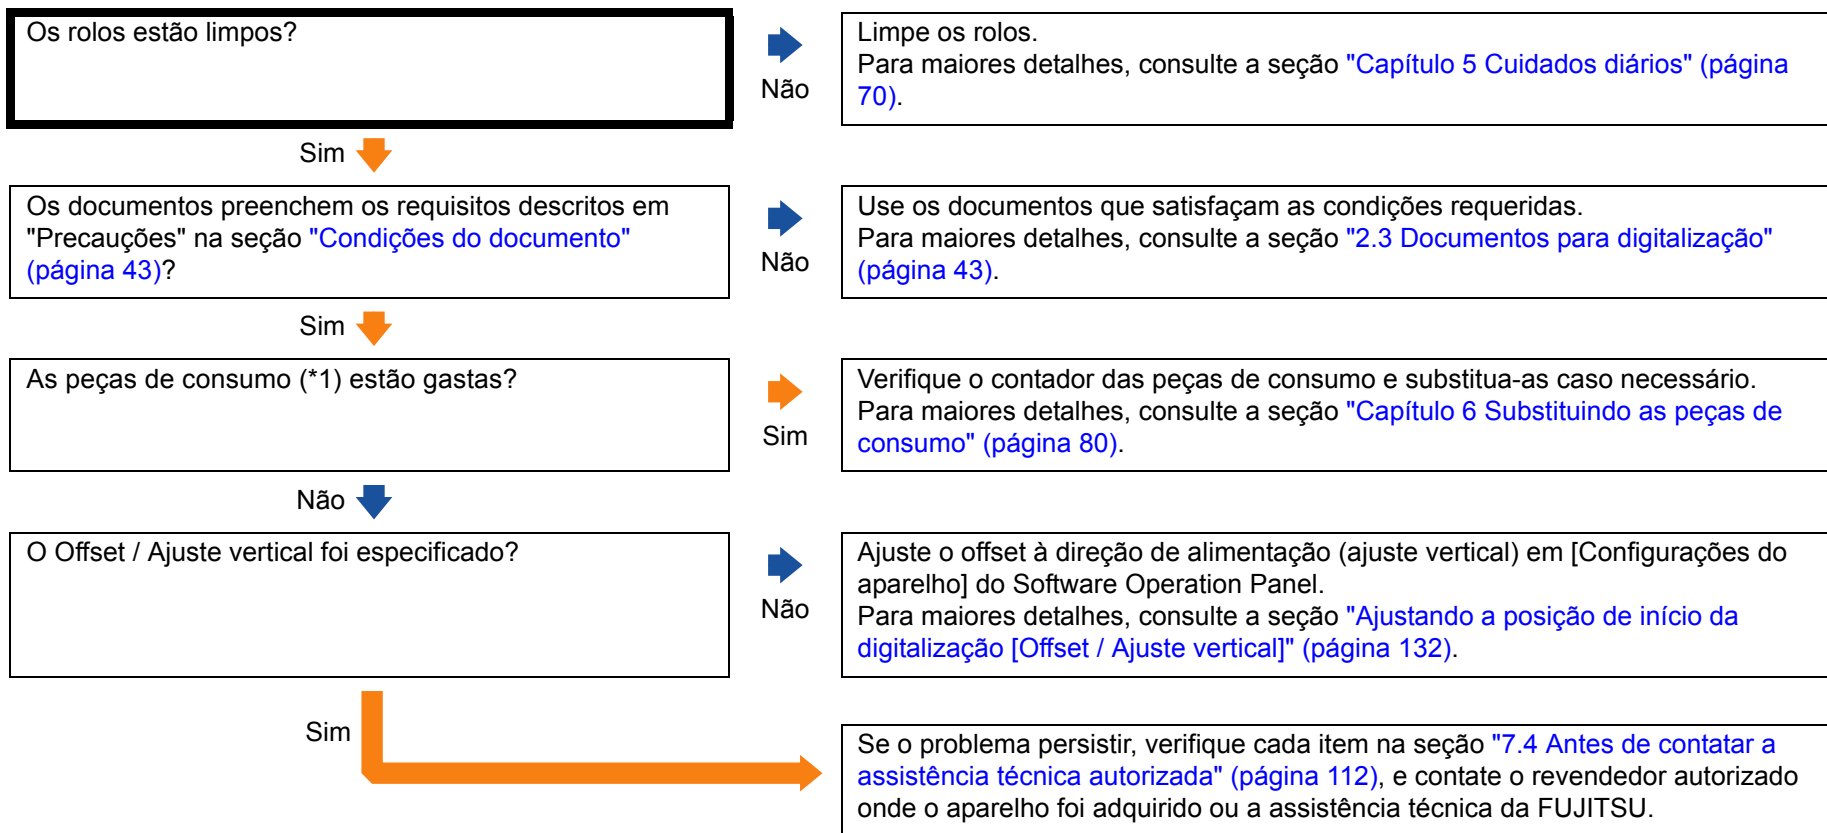 Os rolos estão limpos?
Não
Limpe os rolos.
Para maiores detalhes, consulte a seção "Capítulo 5 Cuidados diários" (página
70).
Sim
Os documentos preenchem os requisitos descritos em
"Precauções" na seção "Condições do documento"
(página 43)?
Não
Use os documentos que satisfaçam as condições requeridas.
Para maiores detalhes, consulte a seção "2.3 Documentos para digitalização"
(página 43).
Sim
As peças de consumo (*1) estão gastas?
Sim
Verifique o contador das peças de consumo e substitua-as caso necessário.
Para maiores detalhes, consulte a seção "Capítulo 6 Substituindo as peças de
consumo" (página 80).
Não
O Offset / Ajuste vertical foi especificado?
Não
Ajuste o offset à direção de alimentação (ajuste vertical) em [Configurações do
aparelho] do Software Operation Panel.
Para maiores detalhes, consulte a seção "Ajustando a posição de início da
digitalização [Offset / Ajuste vertical]" (página 132).
Sim
Se o problema persistir, verifique cada item na seção "7.4 Antes de contatar a
assistência técnica autorizada" (página 112), e contate o revendedor autorizado
onde o aparelho foi adquirido ou a assistência técnica da FUJITSU.